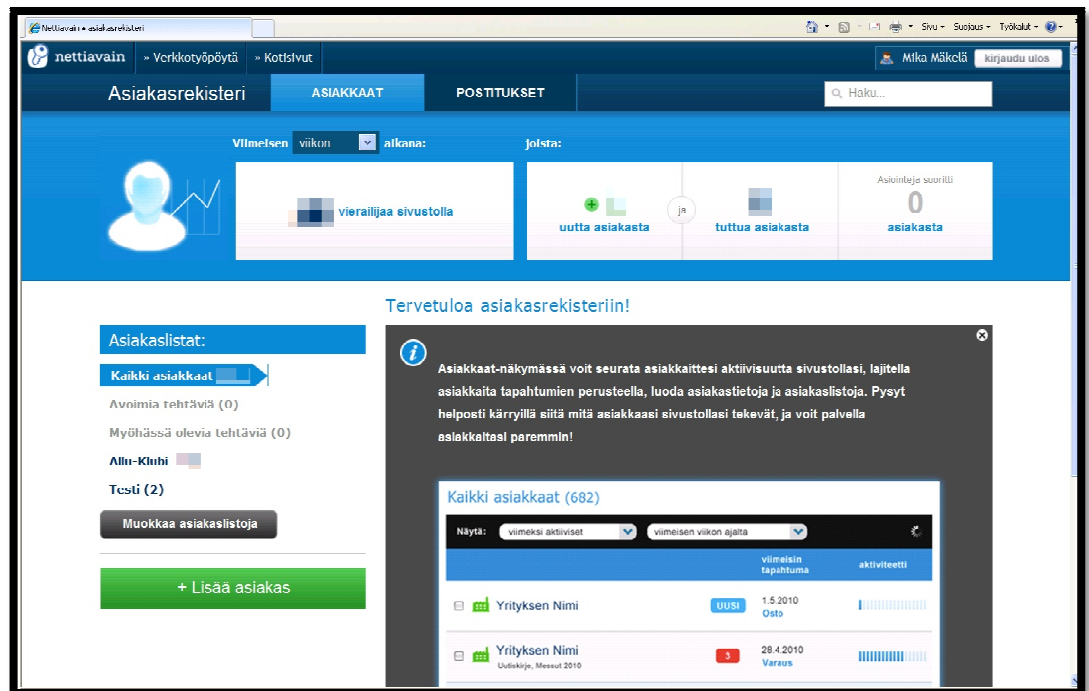 Nettiavain • asiakasrekisteri
Sivu Suojaus Työkalut
nettiavain » Verkkotyöpöytä » Kotisivut Mika Mäkelä kirjaudu ulos
Asiakasrekisteri ASIAKKAAT POSTITUKSET Haku...
Viimeisen viikon aikana: joista:
Asiointeja suoritti
0
vierailijaa sivustolla
ja
uutta asiakasta tuttua asiakasta asiakasta
Tervetuloa asiakasrekisteriin!
Asiakaslistat:
Kaikki asiakkaat
Avoimia tehtäviä (0)
Myöhässä olevia tehtäviä (0)
Allu-Klubi
Testi (2)
Muokkaa asiakaslistoja
+ Lisää asiakas
Asiakkaat-näkymässä voit seurata asiakkaittesi aktiivisuutta sivustollasi, lajitella
asiakkaita tapahtumien perusteella, luoda asiakastietoja ja asiakaslistoja. Pysyt
helposti kärryillä siitä mitä asiakkaasi sivustollasi tekevät, ja voit palvella
asiakkaitasi paremmin!
Kaikki asiakkaat (682)
Näytä: viimeksi aktiiviset viimeisen viikon ajalta
viimeisin
tapahtuma aktiviteetti
Yrityksen Nimi UUSI 1.5.2010
Osto
Yrityksen Nimi 3 28.4.2010
Uutiskirje, Messut 2010 Varaus